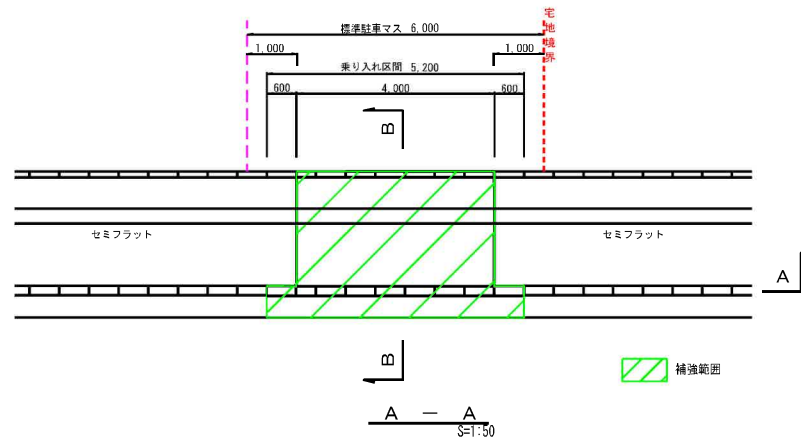 宅地境界
標準駐車マス 6,000
1,000
1,000
乗り入れ区間 5,200
600
4,000
600
B
セミフラット
セミフラット
A
B
補強範囲
A － A
S=1:50